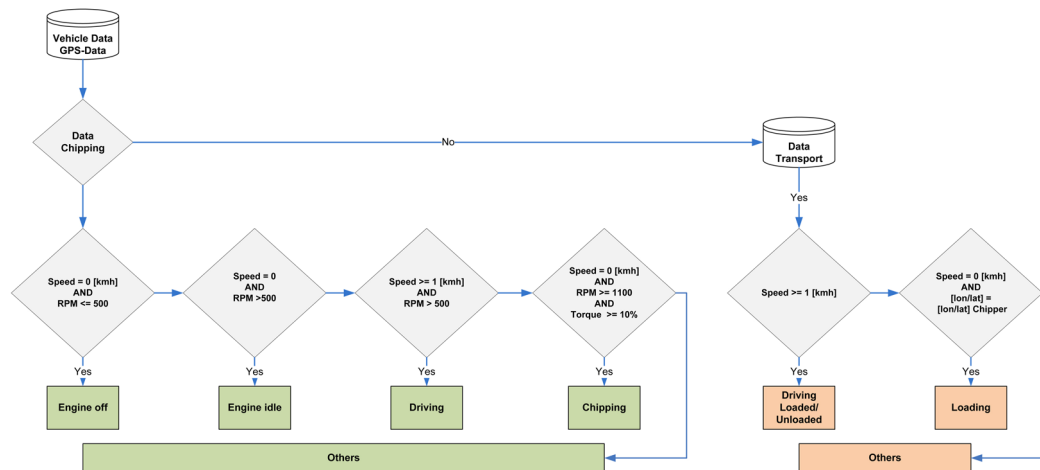 Vehicle Data
GPS-Data
Data
Chipping
No
Data
Transport
Yes
Speed = 0 [kmh]
AND
RPM <= 500
Speed = 0
AND
RPM >500
Speed >= 1 [kmh]
AND
RPM > 500
Speed = 0 [kmh]
AND
RPM >= 1100
AND
Torque >= 10%
Speed >= 1 [kmh]
Speed = 0 [kmh]
AND
[lon/lat] =
[lon/lat] Chipper
Yes
Yes
Yes
Yes
Yes
Yes
Engine off
Engine idle
Driving
Chipping
Driving
Loaded/
Unloaded
Loading
Others
Others